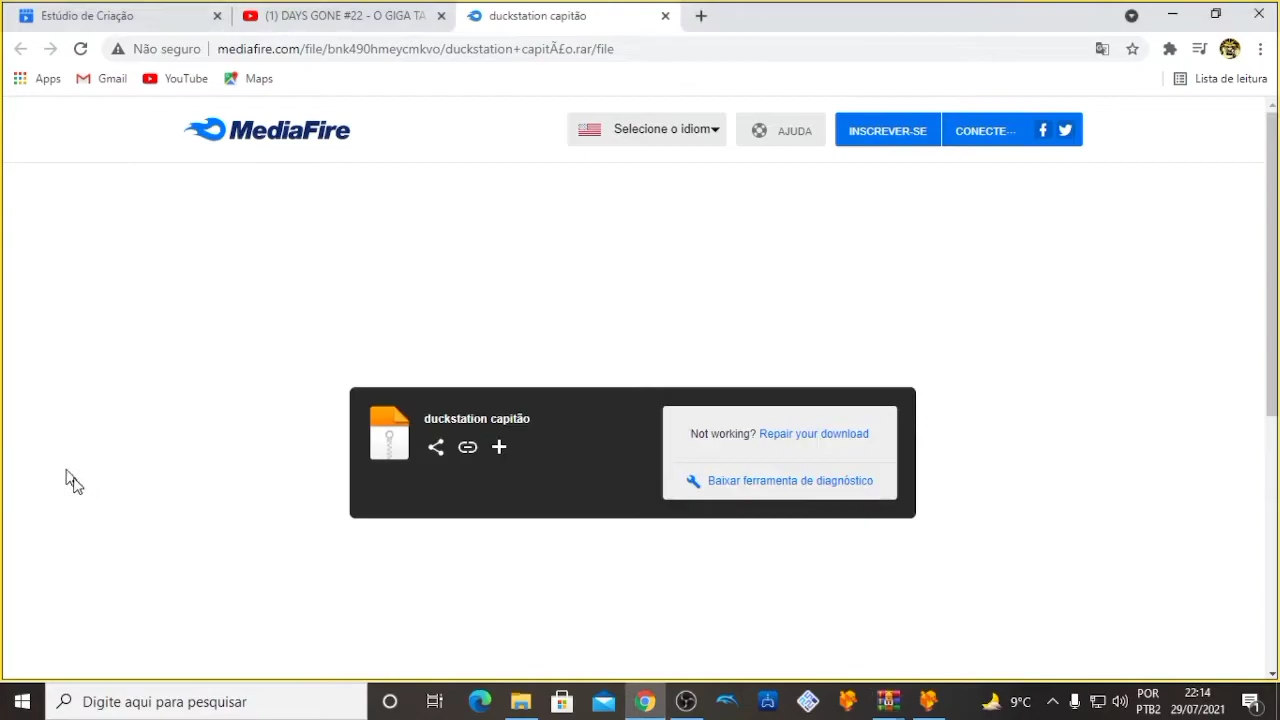 Estúdio de Criação
(1) DAYS GONE #22 - O GIGA TA
duckstation capitão
Não seguro
mediafire.com/file/bnk490hmeycmkvo/duckstation+capitÃ£o.rar/file
Apps
Gmail
YouTube
Maps
Lista de leitura
MediaFire
Selecione o idiom
AJUDA
INSCREVER-SE
CONECTE...
duckstation capitão
Not working? Repair your download
Baixar ferramenta de diagnóstico
Digite aqui para pesquisar
9°C
POR
PTB2
22:14
29/07/2021
1